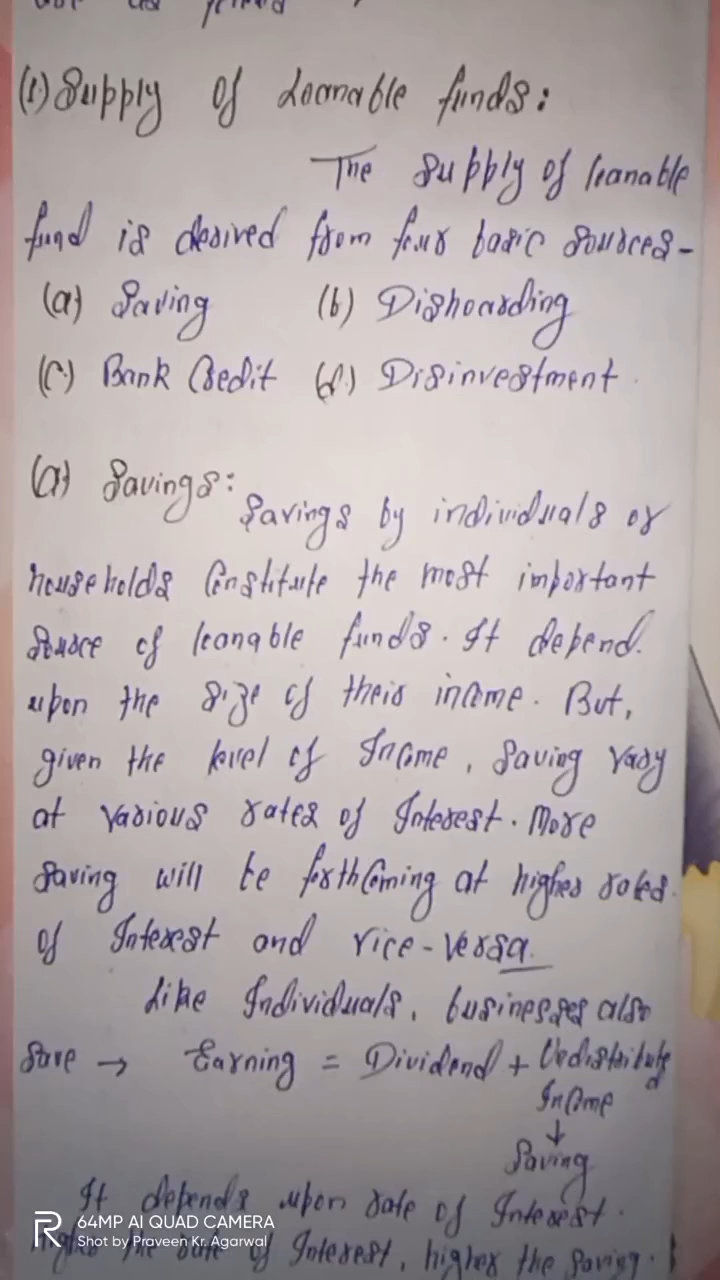 (1) Supply of Loanable funds:
The supply of loanable
fund is desired from four basic sources-
(a) Saving (b) Dishoarding
(c) Bank Credit (d) Disinvestment.
(a) Savings:
Savings by individuals or
households Constitute the most important
source of loanable funds. It depend.
upon the size of their income. But,
given the level of Income, saving vary
at various rates of Interest. More
saving will be forthcoming at higher rates.
of Interest and vice-versa.
Like Individuals, businesses also
save → Earning = Dividend + Undistributed
Income
↓
Saving
It depends upon rate of Interest.
Higher the rate of Interest, higher the saving.
64MP AI QUAD CAMERA
Shot by Praveen Kr. Agarwal